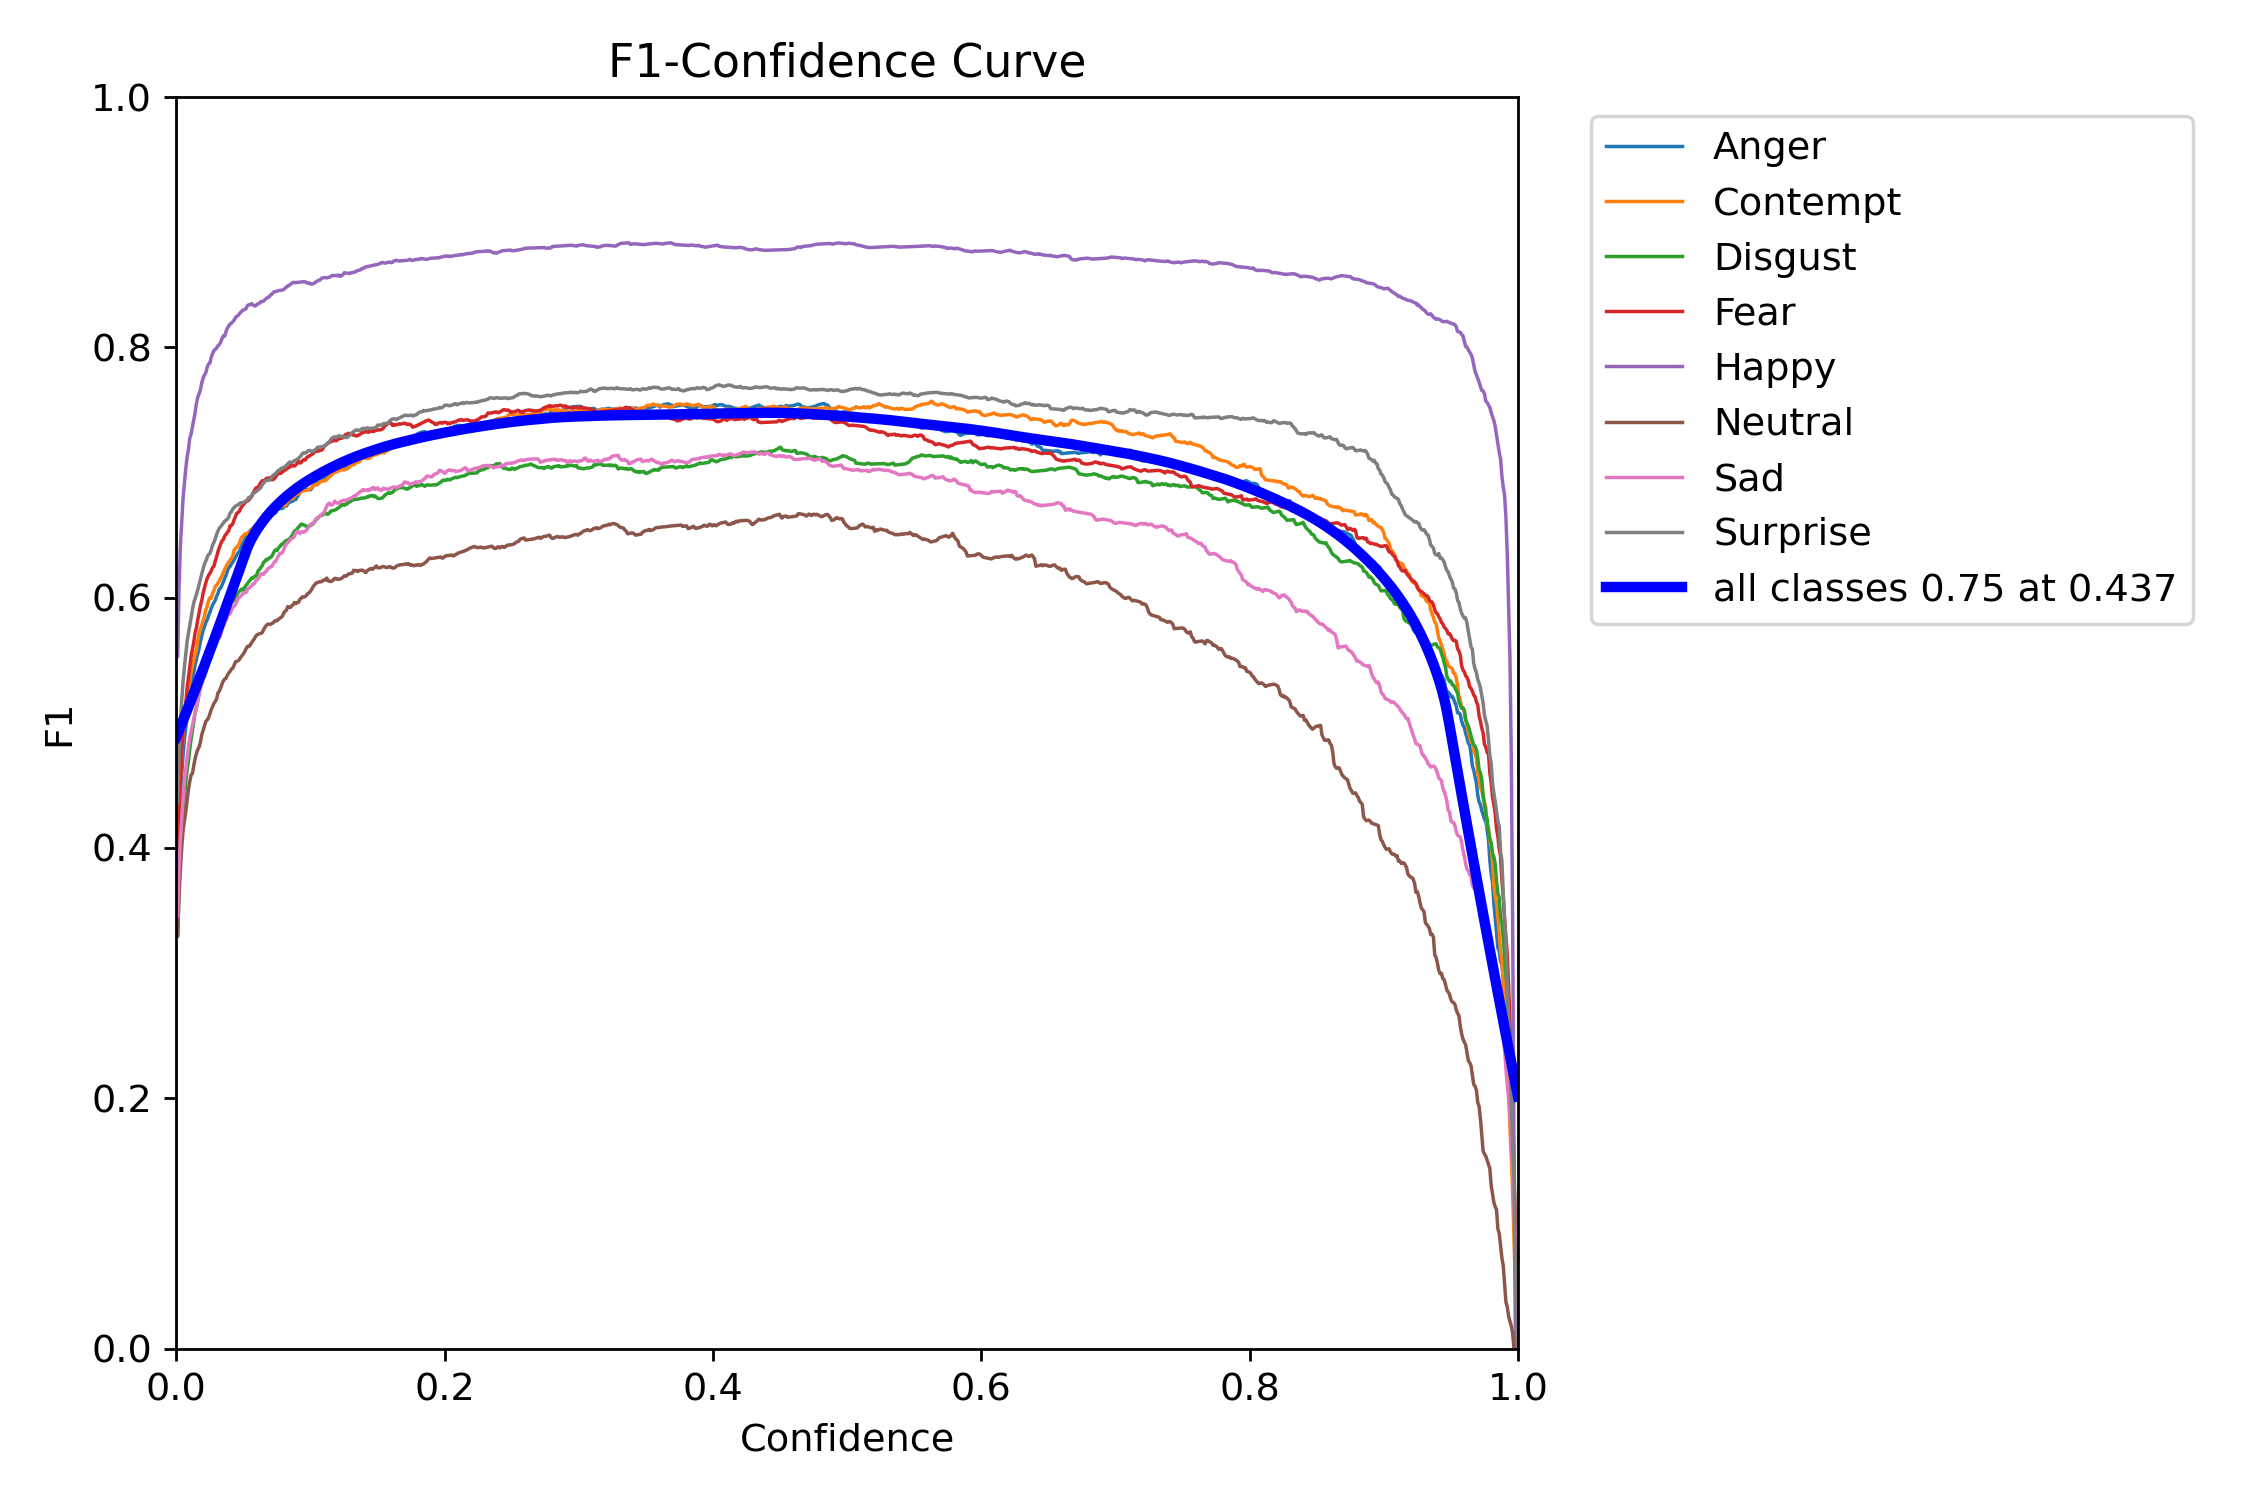 F1-Confidence Curve
1.0
0.8
0.6
0.4
0.2
0.0
F1
0.0 0.2 0.4 0.6 0.8 1.0
Confidence
Anger
Contempt
Disgust
Fear
Happy
Neutral
Sad
Surprise
all classes 0.75 at 0.437